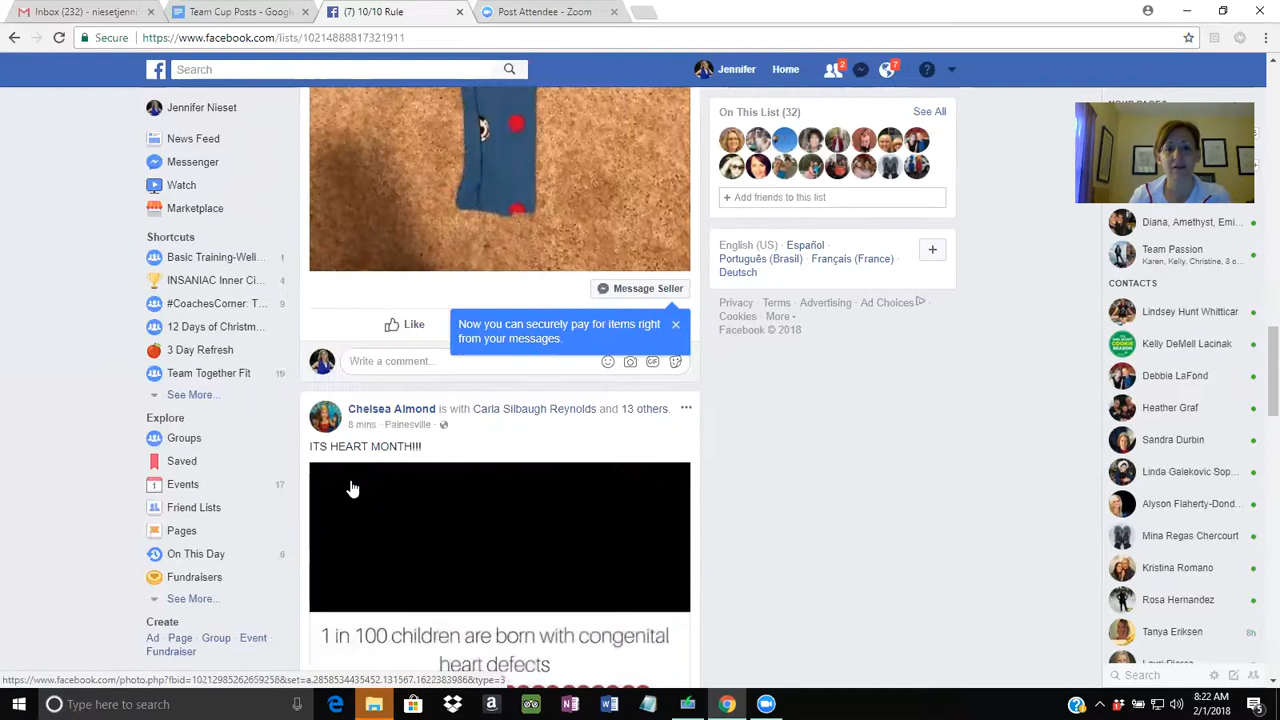 Inbox (232) - niesetjenni
Team Cup Posts - Google
(7) 10/10 Rule
Post Attendee - Zoom
Secure
https://www.facebook.com/lists/10214888817321911
Search
Jennifer
Home
2
7
Jennifer Nieset
News Feed
Messenger
Watch
Marketplace
Shortcuts
Basic Training-Well... 1
INSANIAC Inner Ci... 4
#CoachesCorner: T... 9
12 Days of Christm...
3 Day Refresh
Team Together Fit 19
See More...
Explore
Groups
Saved
Events 17
Friend Lists
Pages
On This Day 6
Fundraisers
See More...
Create
Ad · Page · Group · Event ·
Fundraiser
Message Seller
Like
Now you can securely pay for items right
from your messages.
Write a comment...
GIF
Chelsea Almond is with Carla Silbaugh Reynolds and 13 others.
8 mins · Painesville ·
ITS HEART MONTH!!!
1 in 100 children are born with congenital
heart defects
On This List (32)
See All
+ Add friends to this list
English (US) · Español ·
Português (Brasil) · Français (France) ·
Deutsch
Privacy · Terms · Advertising · Ad Choices ·
Cookies · More
Facebook © 2018
Diana, Amethyst, Emi...
Team Passion
Karen, Kelly, Christine, 8 o...
CONTACTS
Lindsey Hunt Whitticar
Kelly DeMell Lacinak
Debbie LaFond
Heather Graf
Sandra Durbin
Linda Galekovic Sop...
Alyson Flaherty-Dond...
Mina Regas Chercourt
Kristina Romano
Rosa Hernandez
Tanya Eriksen 8h
Search
Type here to search
8:22 AM
2/1/2018